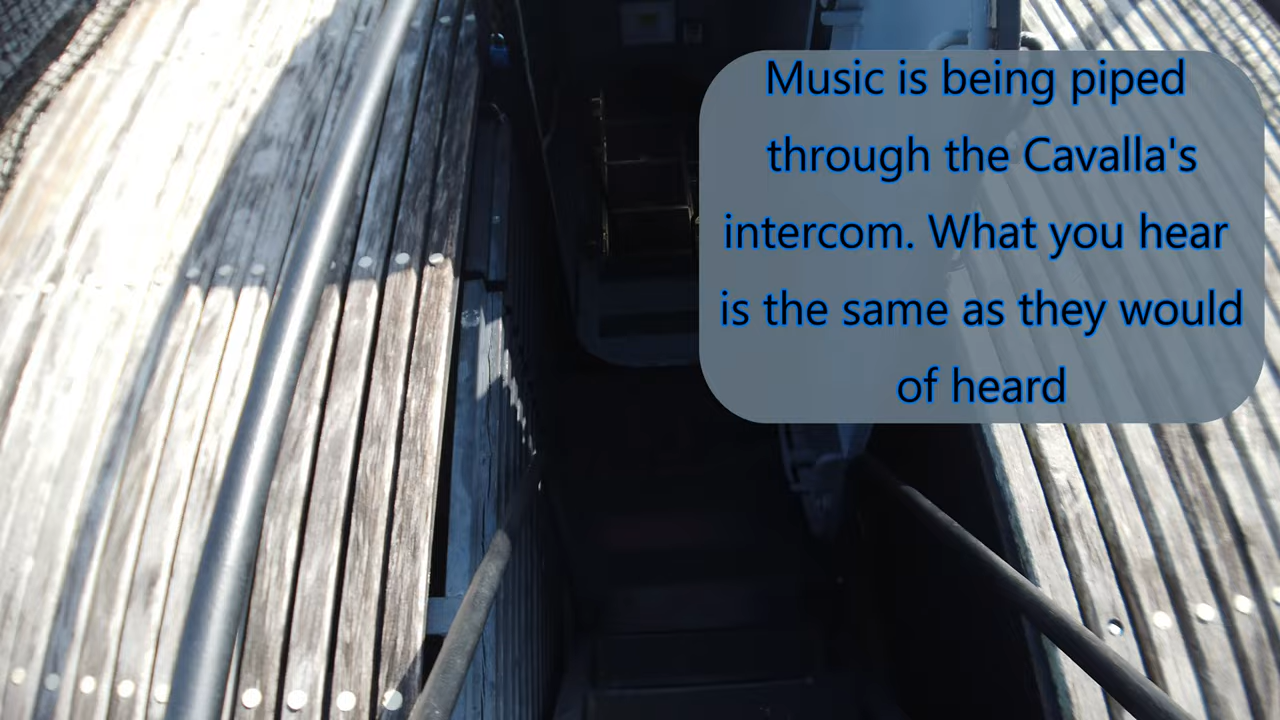 Music is being piped
through the Cavalla's
intercom. What you hear
is the same as they would
of heard